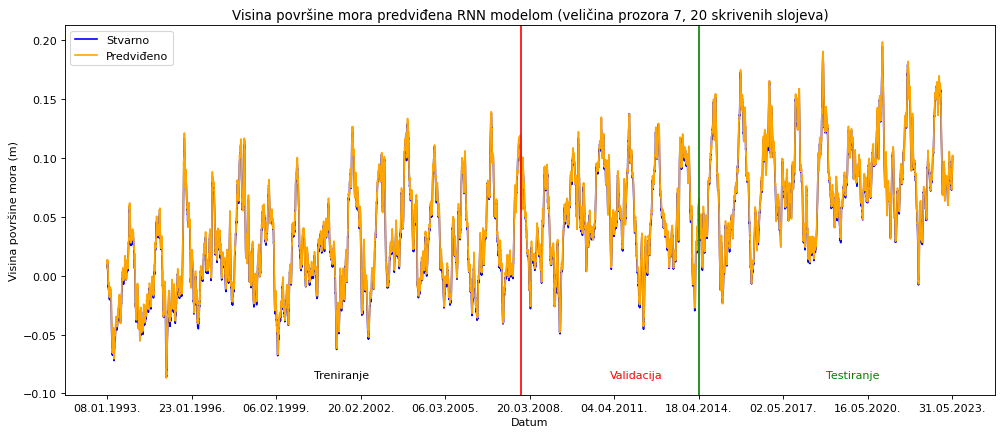 Visina površine mora predviđena RNN modelom (veličina prozora 7, 20 skrivenih slojeva)
Stvarno
Predviđeno
0.20
0.15
0.10
0.05
0.00
−0.05
−0.10
Visina površine mora (m)
Treniranje
Validacija
Testiranje
08.01.1993.
23.01.1996.
06.02.1999.
20.02.2002.
06.03.2005.
20.03.2008.
04.04.2011.
18.04.2014.
02.05.2017.
16.05.2020.
31.05.2023.
Datum